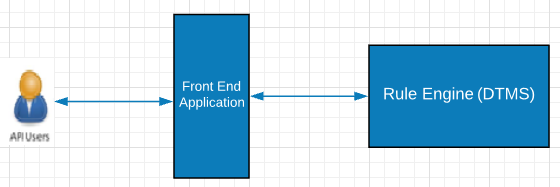 Front End
Application
Rule Engine (DTMS)
API Users